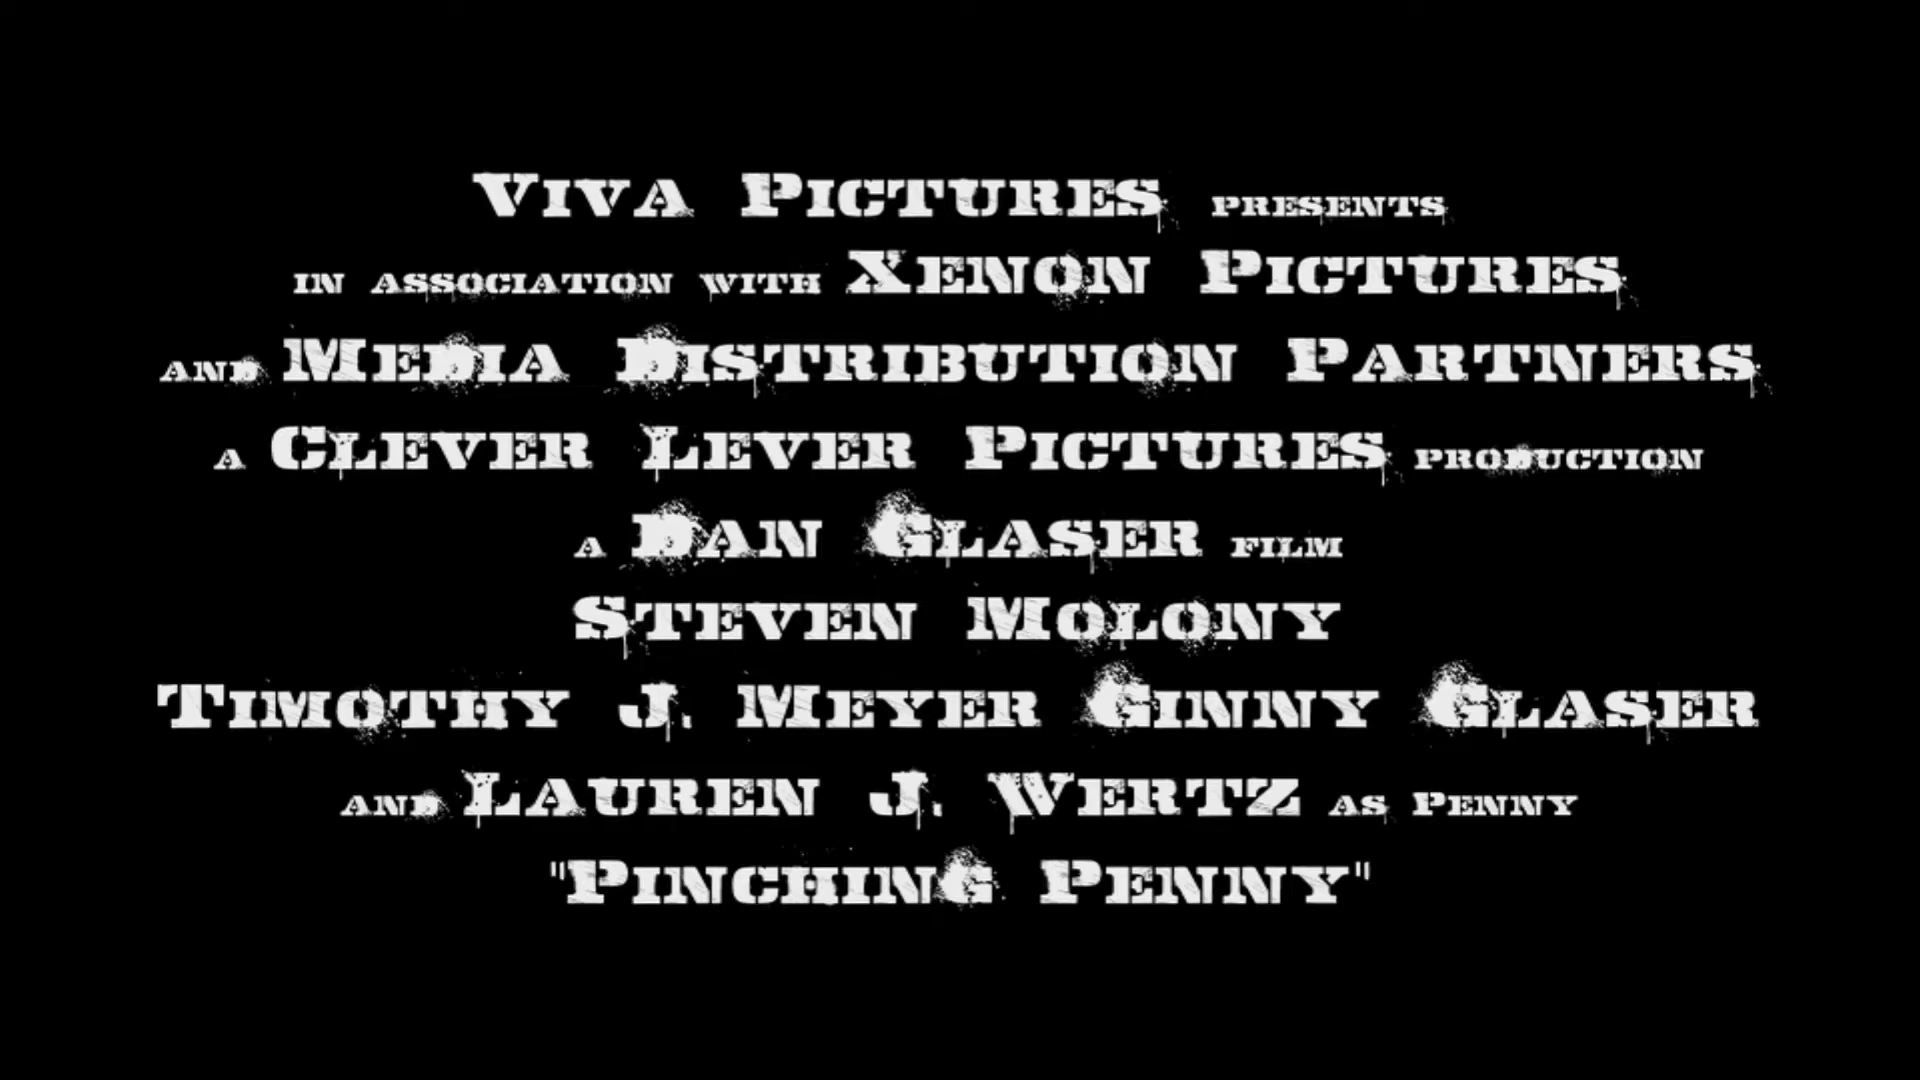 Viva Pictures presents
in association with Xenon Pictures
and Media Distribution Partners
a Clever Lever Pictures production
a Dan Glaser film
Steven Molony
Timothy J. Meyer Ginny Glaser
and Lauren J. Wertz as Penny
"Pinching Penny"